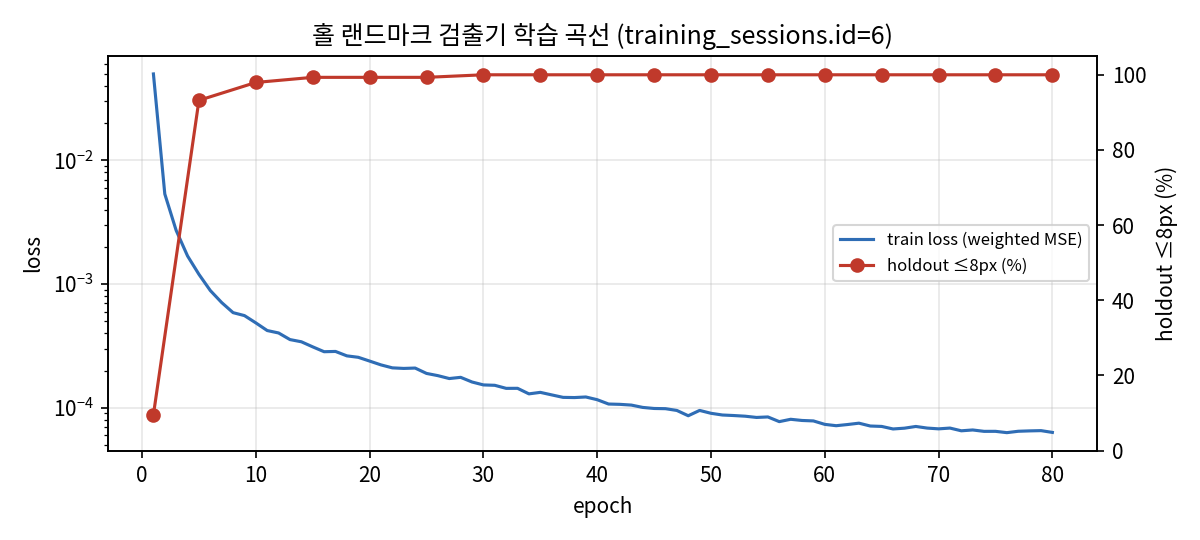 홀 랜드마크 검출기 학습 곡선 (training_sessions.id=6)
loss
10⁻²
10⁻³
10⁻⁴
100
80
60
40
20
0
holdout ≤8px (%)
train loss (weighted MSE)
holdout ≤8px (%)
0 10 20 30 40 50 60 70 80
epoch